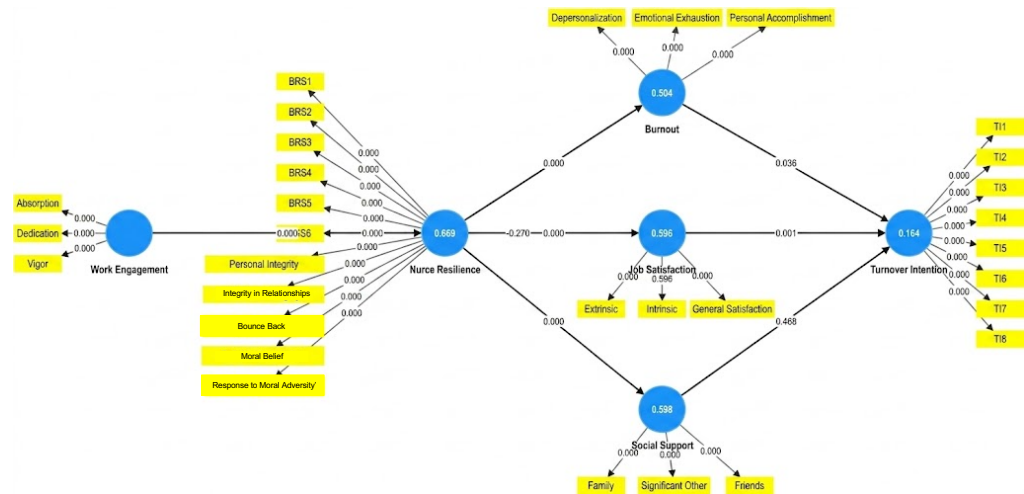 Depersonalization
Emotional Exhaustion
Personal Accomplishment
0.000
0.000
0.000
0.504
Burnout
BRS1
BRS2
BRS3
BRS4
BRS5
S6
Personal Integrity
Integrity in Relationships
Bounce Back
Moral Belief
Response to Moral Adversity'
0.000
0.000
0.000
0.000
0.000
0.000
0.000
0.000
0.000
0.000
0.000
Absorption
Dedication
Vigor
0.000
0.000
0.000
Work Engagement
0.000
0.669
Nurce Resilience
0.000
-0.270
0.000
0.000
0.596
Job Satisfaction
0.000
0.596
0.000
Extrinsic
Intrinsic
General Satisfaction
0.036
0.001
0.468
0.164
Turnover Intention
0.000
0.000
0.000
0.000
0.000
0.000
0.000
0.000
TI1
TI2
TI3
TI4
TI5
TI6
TI7
TI8
0.598
Social Support
0.000
0.000
0.000
Family
Significant Other
Friends